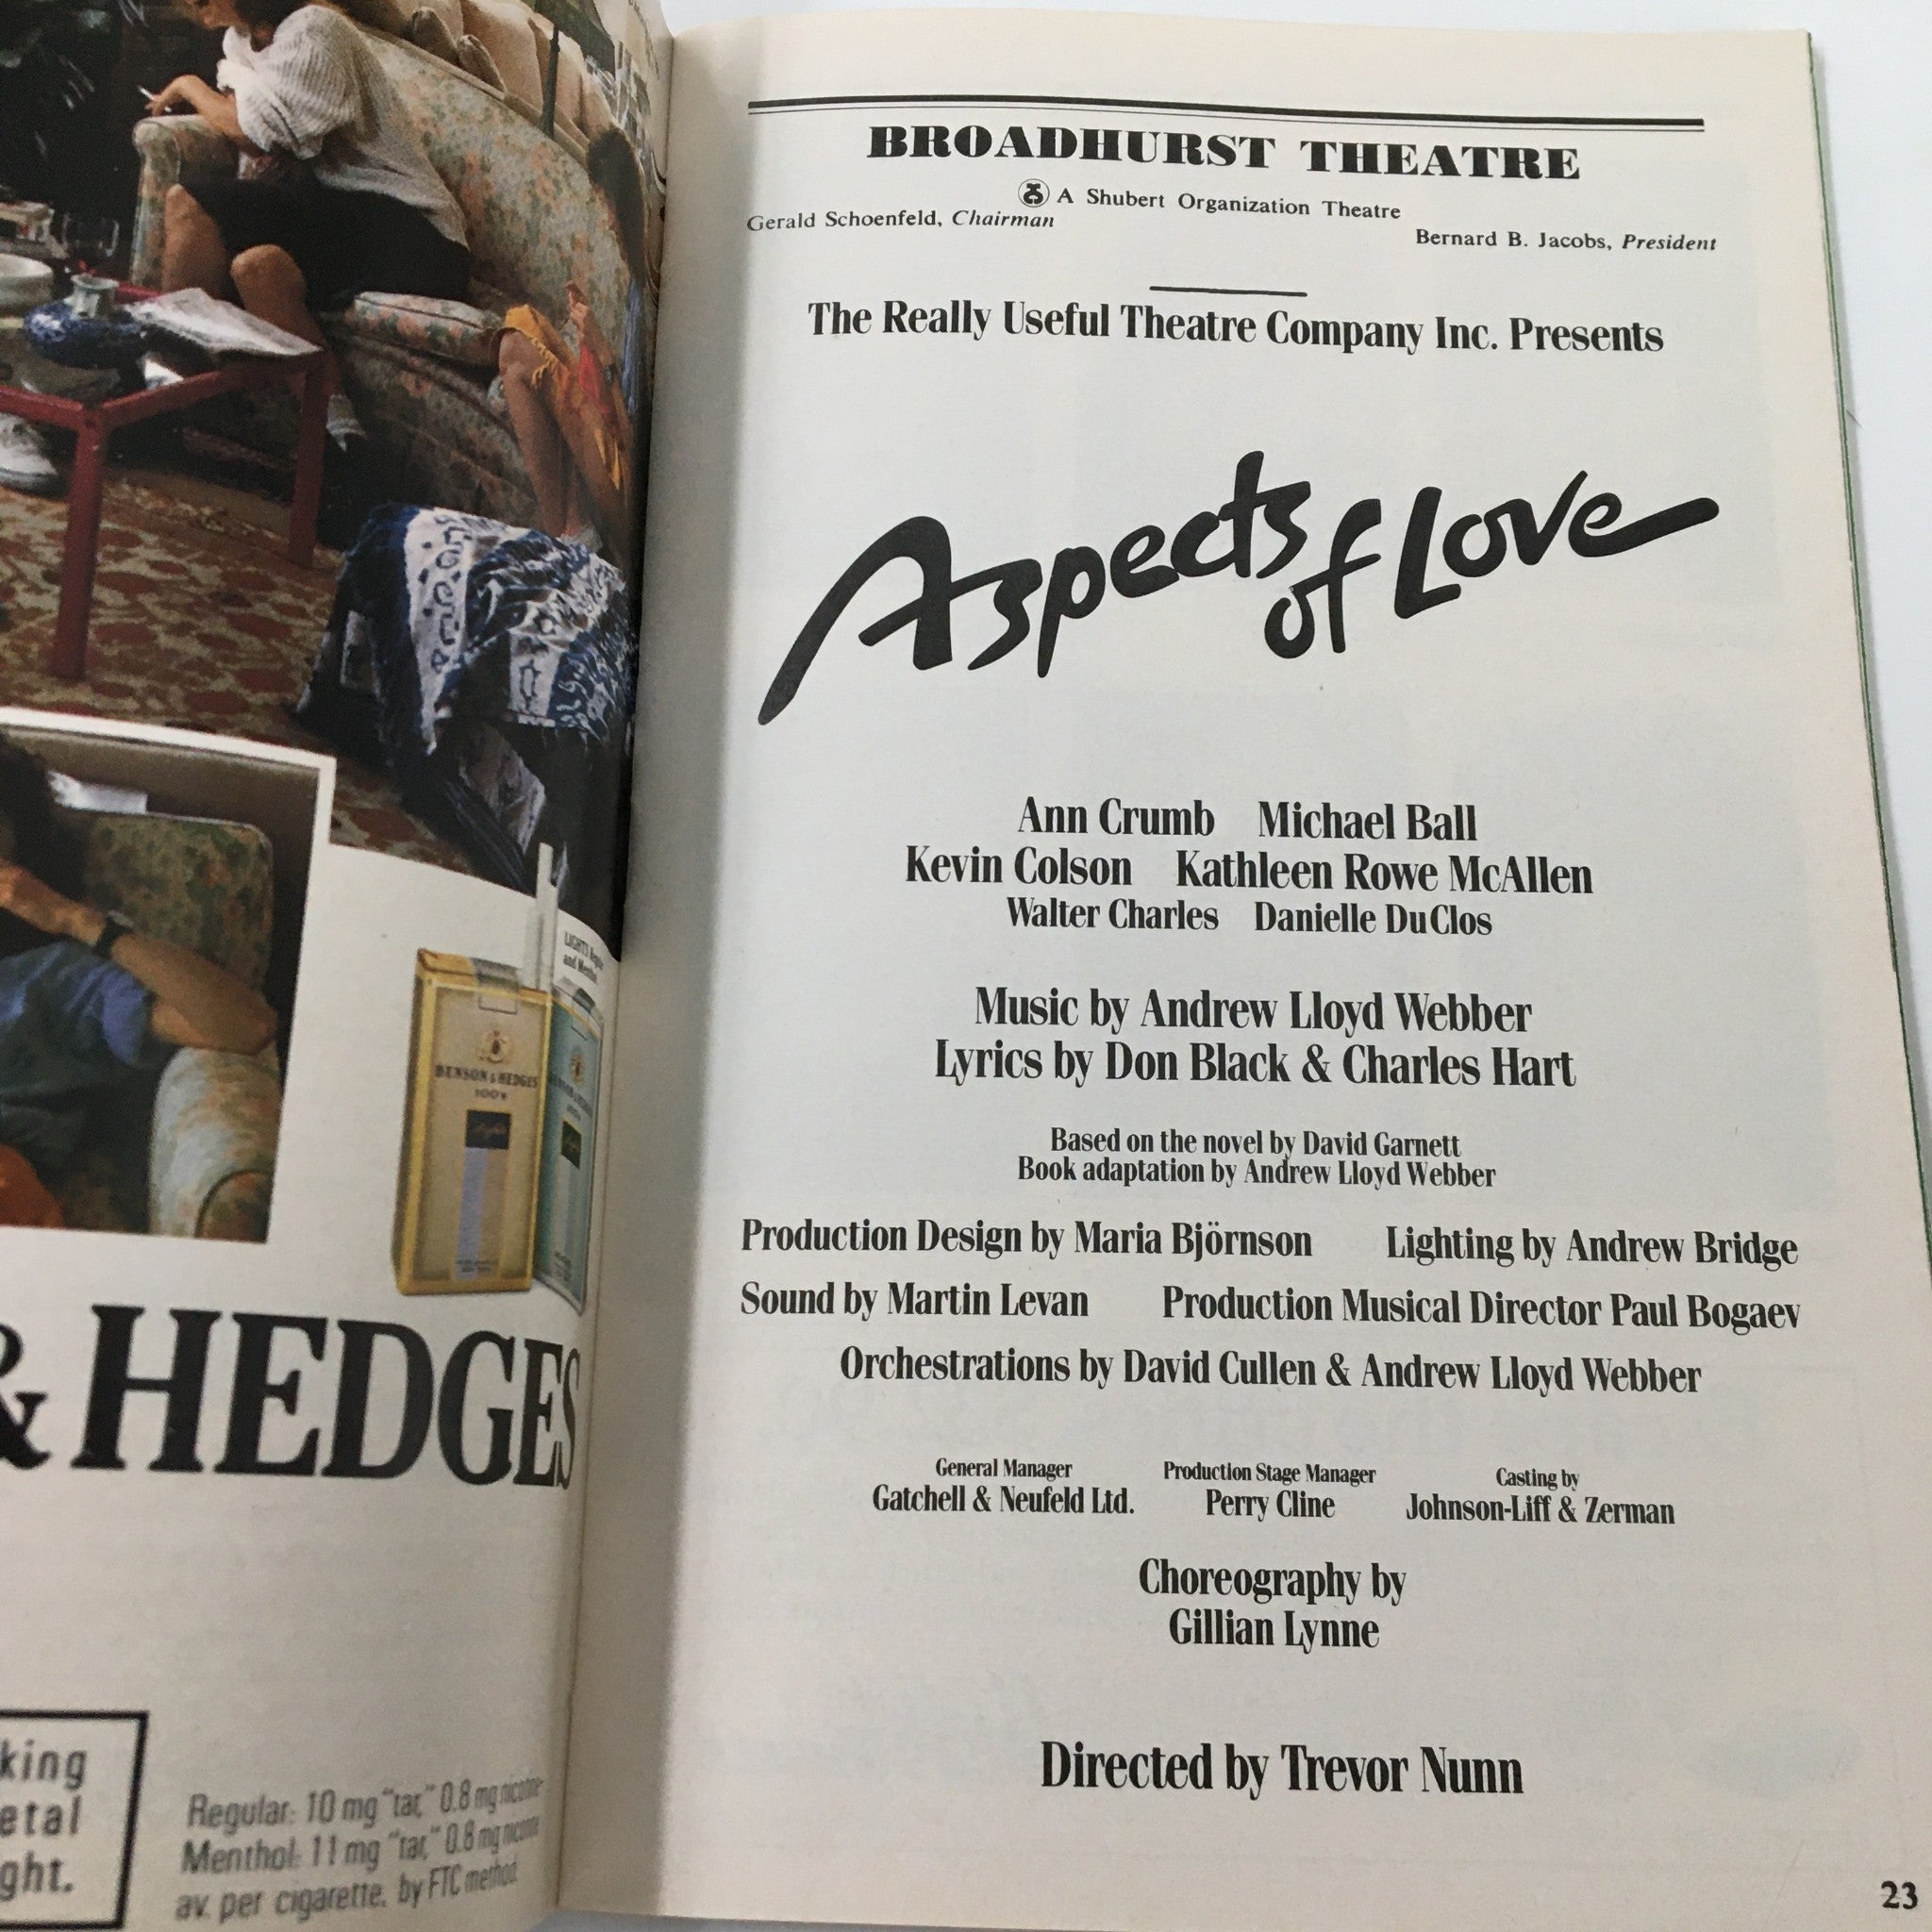 BENSON & HEDGES
100's
Lights
LIGHTS
and Menthol
& HEDGES
king
etal
ght.
Regular: 10 mg "tar," 0.8 mg nicotine-
Menthol: 11 mg "tar," 0.8 mg nicotine
av. per cigarette, by FTC method.
BROADHURST THEATRE
A Shubert Organization Theatre
Gerald Schoenfeld, Chairman
Bernard B. Jacobs, President
The Really Useful Theatre Company Inc. Presents
Aspects
of Love
Ann Crumb Michael Ball
Kevin Colson Kathleen Rowe McAllen
Walter Charles Danielle DuClos
Music by Andrew Lloyd Webber
Lyrics by Don Black & Charles Hart
Based on the novel by David Garnett
Book adaptation by Andrew Lloyd Webber
Production Design by Maria Björnson Lighting by Andrew Bridge
Sound by Martin Levan Production Musical Director Paul Bogaev
Orchestrations by David Cullen & Andrew Lloyd Webber
General Manager Production Stage Manager Casting by
Gatchell & Neufeld Ltd. Perry Cline Johnson-Liff & Zerman
Choreography by
Gillian Lynne
Directed by Trevor Nunn
23